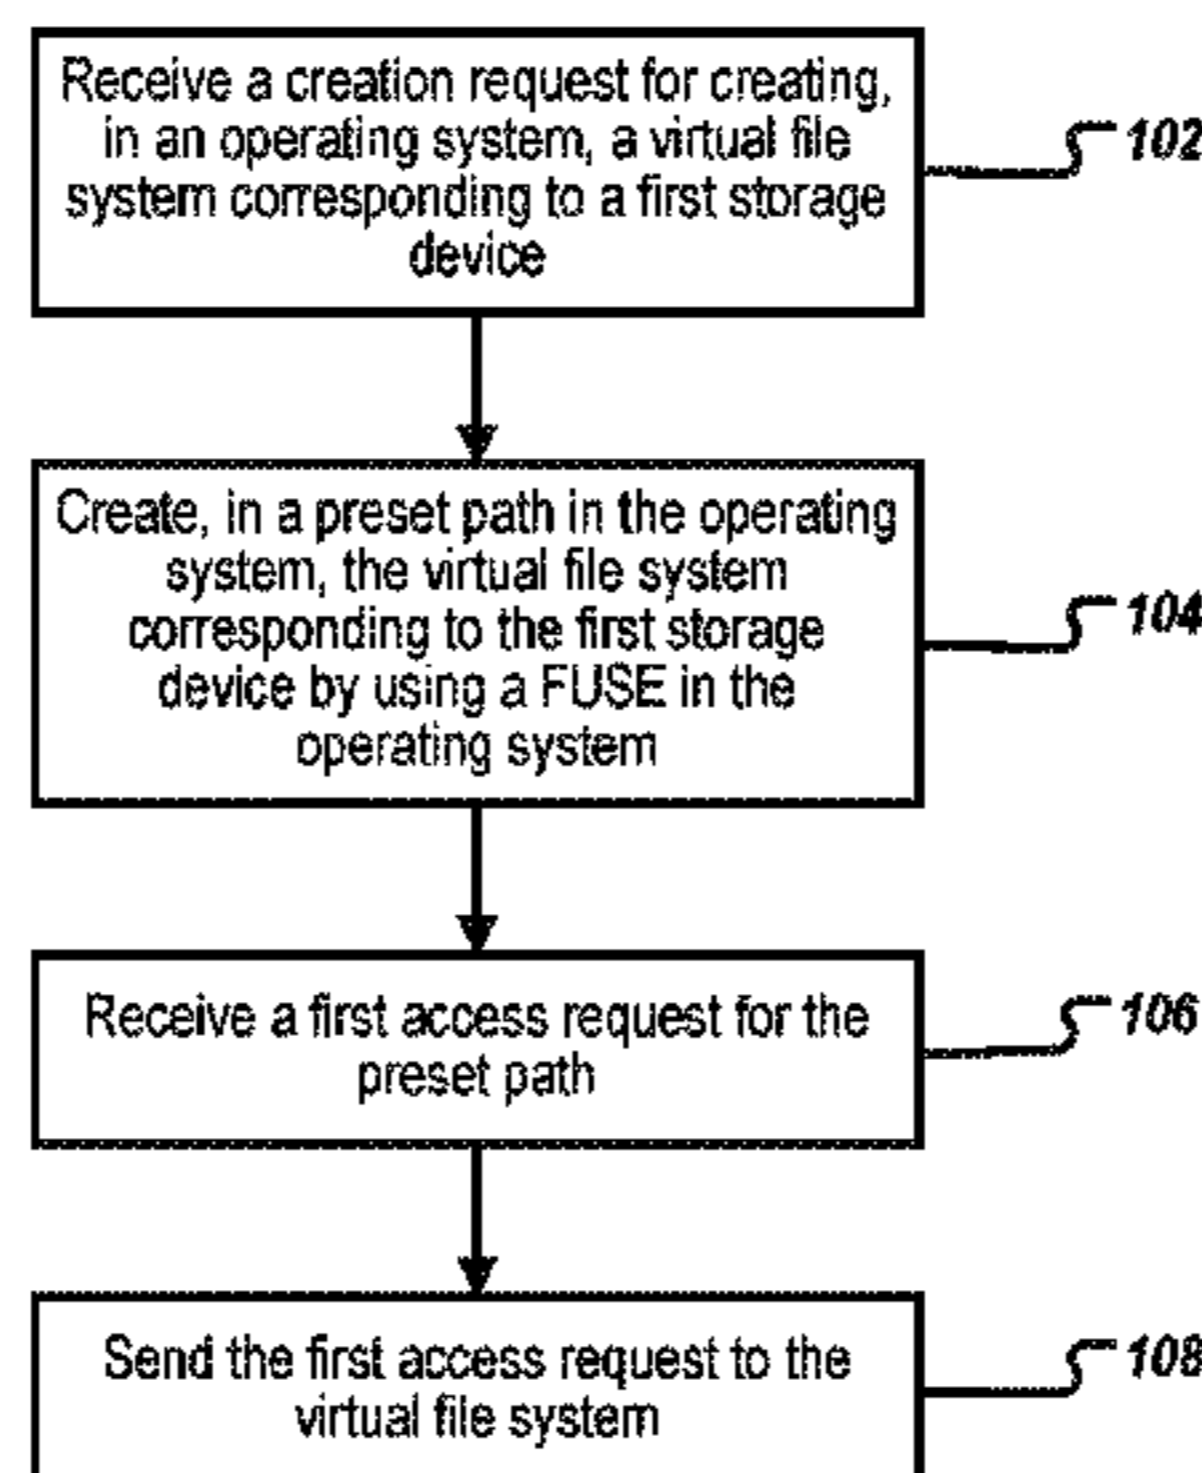 Receive a creation request for creating,
in an operating system, a virtual file
system corresponding to a first storage
device
102
Create, in a preset path in the operating
system, the virtual file system
corresponding to the first storage
device by using a FUSE in the
operating system
104
Receive a first access request for the
preset path
106
Send the first access request to the
virtual file system
108